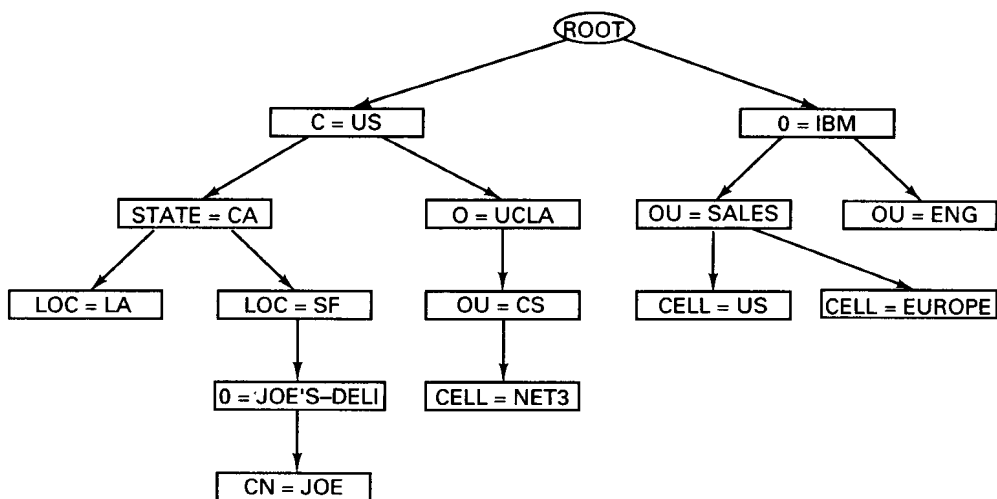 ROOT
C = US
0 = IBM
STATE = CA
O = UCLA
OU = SALES
OU = ENG
LOC = LA
LOC = SF
OU = CS
CELL = US
CELL = EUROPE
0 = JOE'S–DELI
CELL = NET3
CN = JOE